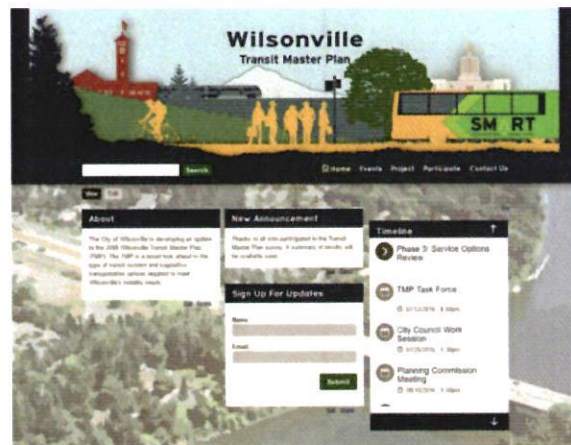 Wilsonville
Transit Master Plan
SMART
Search
Home Events Project Participate Contact Us
View Edit
About
The City of Wilsonville is developing an update
to the 2008 Wilsonville Transit Master Plan
(TMP). The TMP is a broad look ahead to the
type of transit system and supportive
transportation options required to meet
Wilsonville's mobility needs.
New Announcement
Thanks to all who participated in the Transit
Master Plan survey. A summary of results will
be available soon.
Sign Up For Updates
Name
Email
Submit
Timeline
Phase 3: Service Options
Review
TMP Task Force
City Council Work
Session
Planning Commission
Meeting